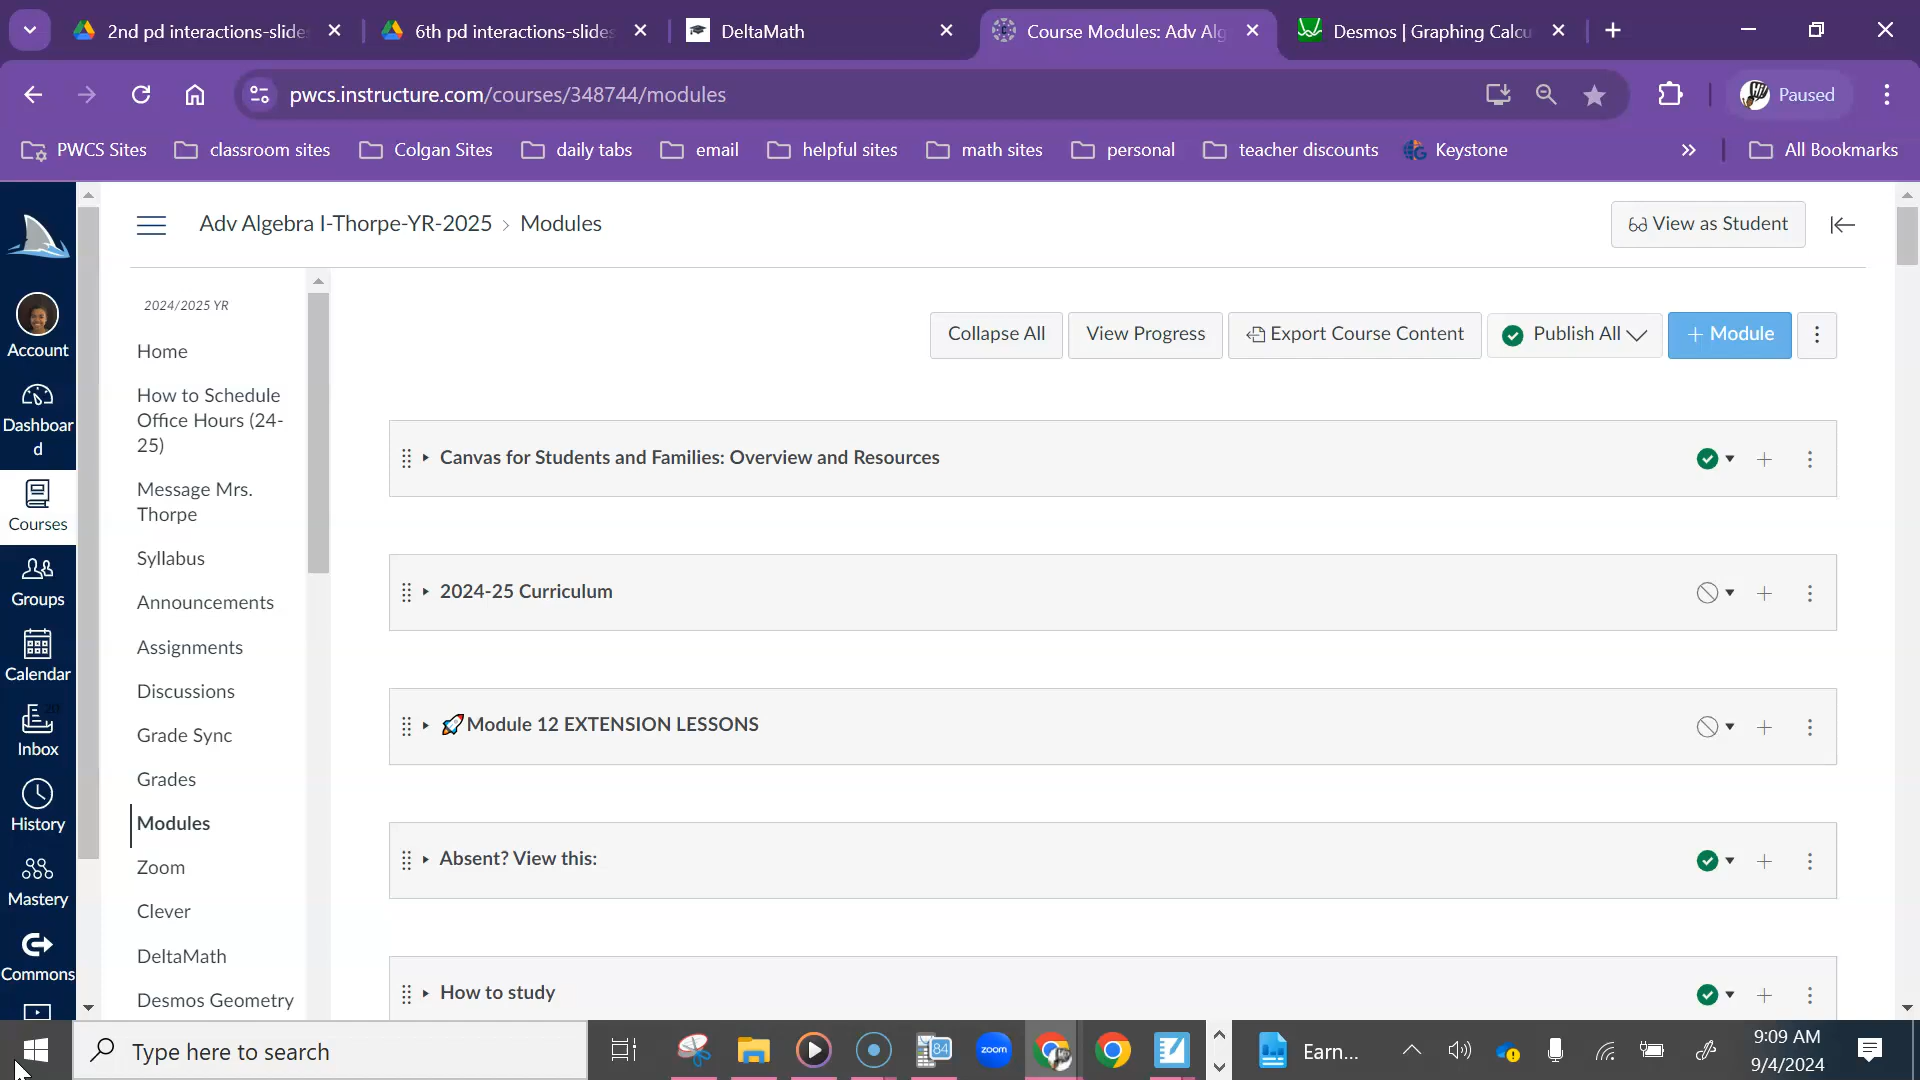 2nd pd interactions-slides
6th pd interactions-slides
DeltaMath
Course Modules: Adv Alg
Desmos | Graphing Calcu
pwcs.instructure.com/courses/348744/modules
Paused
PWCS Sites
classroom sites
Colgan Sites
daily tabs
email
helpful sites
math sites
personal
teacher discounts
Keystone
All Bookmarks
Adv Algebra I-Thorpe-YR-2025 › Modules
View as Student
Account
Dashboar
d
Courses
Groups
Calendar
20
Inbox
History
Mastery
Commons
2024/2025 YR
Home
How to Schedule
Office Hours (24-
25)
Message Mrs.
Thorpe
Syllabus
Announcements
Assignments
Discussions
Grade Sync
Grades
Modules
Zoom
Clever
DeltaMath
Desmos Geometry
Collapse All
View Progress
Export Course Content
Publish All
+ Module
Canvas for Students and Families: Overview and Resources
2024-25 Curriculum
🚀Module 12 EXTENSION LESSONS
Absent? View this:
How to study
Type here to search
84
zoom
Earn...
9:09 AM
9/4/2024